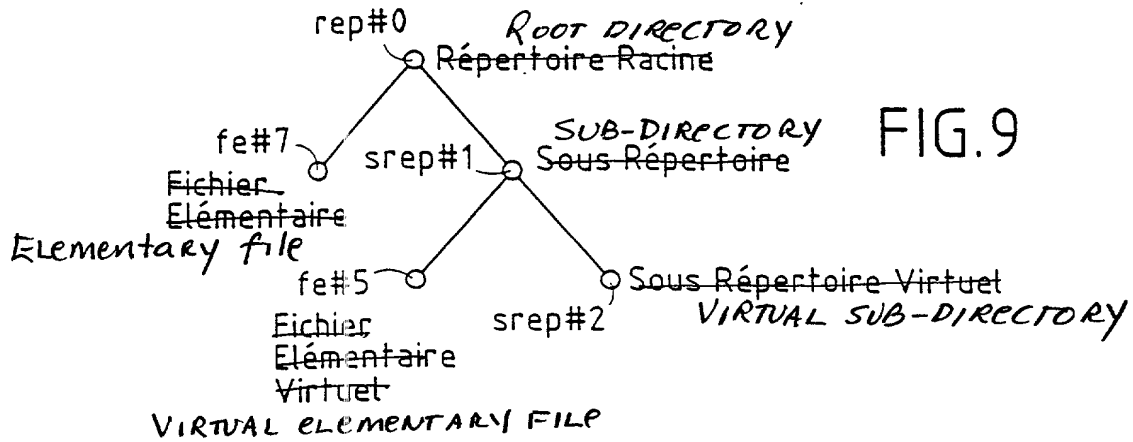 rep#0
ROOT DIRECTORY
Répertoire Racine
FIG.9
fe#7
SUB-DIRECTORY
srep#1
Sous Répertoire
Fichier
Elémentaire
Elementary file
fe#5
Sous Répertoire Virtuel
srep#2
VIRTUAL SUB-DIRECTORY
Fichier
Elémentaire
Virtuel
VIRTUAL ELEMENTARY FILE